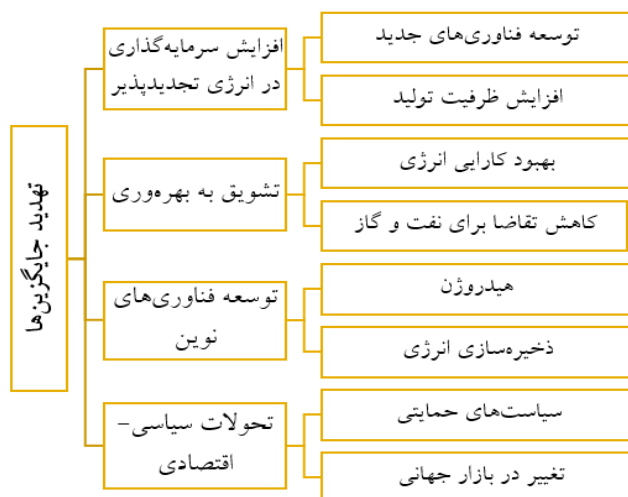 تهدید جایگزین‌ها
افزایش سرمایه‌گذاری
در انرژی تجدیدپذیر
توسعه فناوری‌های جدید
افزایش ظرفیت تولید
تشویق به بهره‌وری
بهبود کارایی انرژی
کاهش تقاضا برای نفت و گاز
توسعه فناوری‌های
نوین
هیدروژن
ذخیره‌سازی انرژی
تحولات سیاسی-
اقتصادی
سیاست‌های حمایتی
تغییر در بازار جهانی